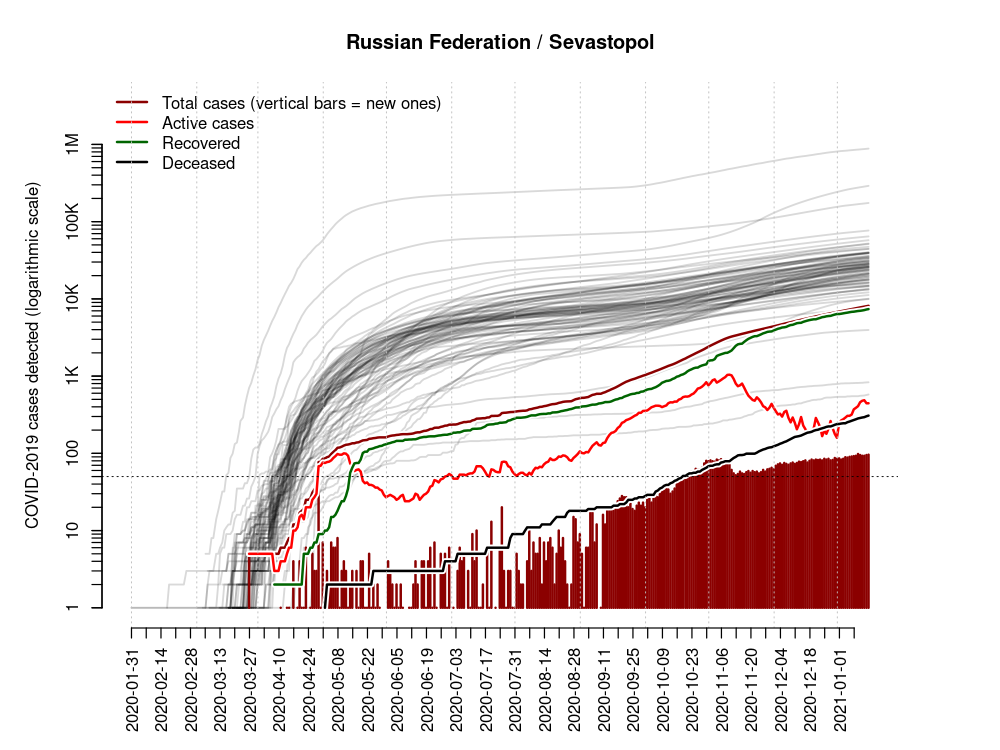 Russian Federation / Sevastopol
Total cases (vertical bars = new ones)
Active cases
Recovered
Deceased
COVID-2019 cases detected (logarithmic scale)
1M
100K
10K
1K
100
10
1
2020-01-31
2020-02-14
2020-02-28
2020-03-13
2020-03-27
2020-04-10
2020-04-24
2020-05-08
2020-05-22
2020-06-05
2020-06-19
2020-07-03
2020-07-17
2020-07-31
2020-08-14
2020-08-28
2020-09-11
2020-09-25
2020-10-09
2020-10-23
2020-11-06
2020-11-20
2020-12-04
2020-12-18
2021-01-01